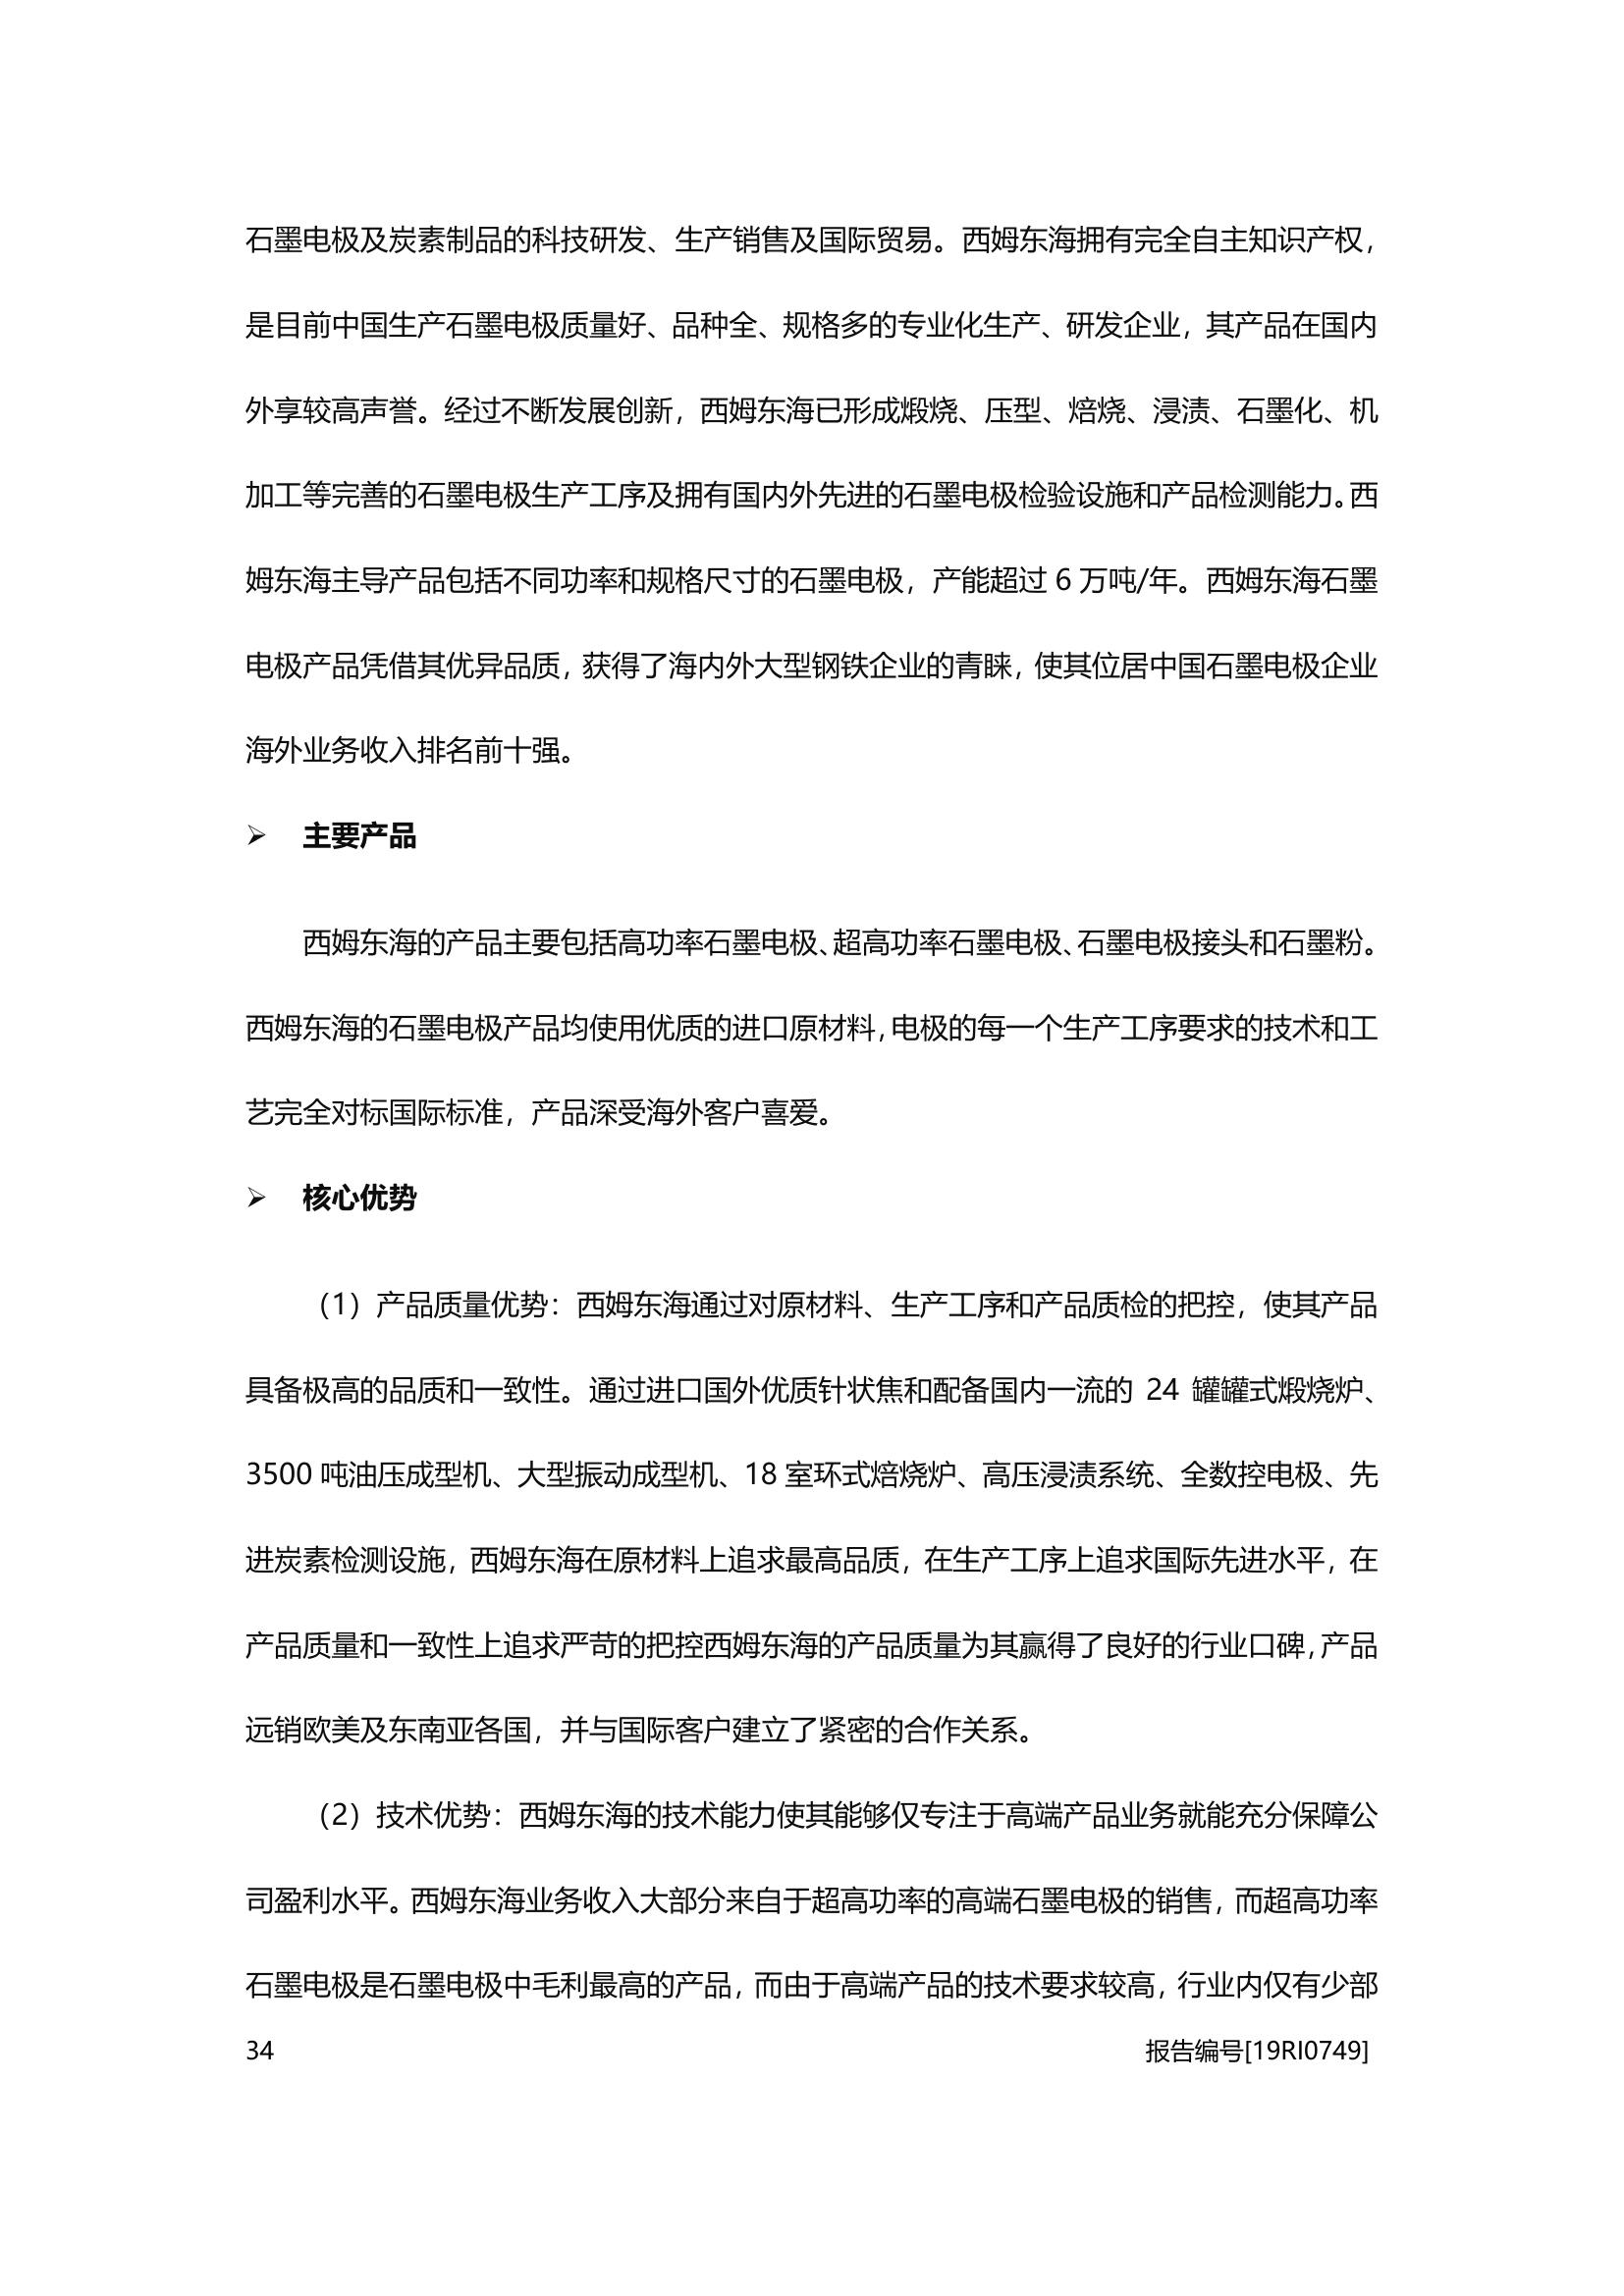 石墨电极及炭素制品的科技研发、生产销售及国际贸易。西姆东海拥有完全自主知识产权，
是目前中国生产石墨电极质量好、品种全、规格多的专业化生产、研发企业，其产品在国内
外享较高声誉。经过不断发展创新，西姆东海已形成煅烧、压型、焙烧、浸渍、石墨化、机
加工等完善的石墨电极生产工序及拥有国内外先进的石墨电极检验设施和产品检测能力。西
姆东海主导产品包括不同功率和规格尺寸的石墨电极，产能超过 6 万吨/年。西姆东海石墨
电极产品凭借其优异品质，获得了海内外大型钢铁企业的青睐，使其位居中国石墨电极企业
海外业务收入排名前十强。
➢ 主要产品
西姆东海的产品主要包括高功率石墨电极、超高功率石墨电极、石墨电极接头和石墨粉。
西姆东海的石墨电极产品均使用优质的进口原材料，电极的每一个生产工序要求的技术和工
艺完全对标国际标准，产品深受海外客户喜爱。
➢ 核心优势
（1）产品质量优势：西姆东海通过对原材料、生产工序和产品质检的把控，使其产品
具备极高的品质和一致性。通过进口国外优质针状焦和配备国内一流的 24 罐罐式煅烧炉、
3500 吨油压成型机、大型振动成型机、18 室环式焙烧炉、高压浸渍系统、全数控电极、先
进炭素检测设施，西姆东海在原材料上追求最高品质，在生产工序上追求国际先进水平，在
产品质量和一致性上追求严苛的把控西姆东海的产品质量为其赢得了良好的行业口碑，产品
远销欧美及东南亚各国，并与国际客户建立了紧密的合作关系。
（2）技术优势：西姆东海的技术能力使其能够仅专注于高端产品业务就能充分保障公
司盈利水平。西姆东海业务收入大部分来自于超高功率的高端石墨电极的销售，而超高功率
石墨电极是石墨电极中毛利最高的产品，而由于高端产品的技术要求较高，行业内仅有少部
34 报告编号[19RI0749]